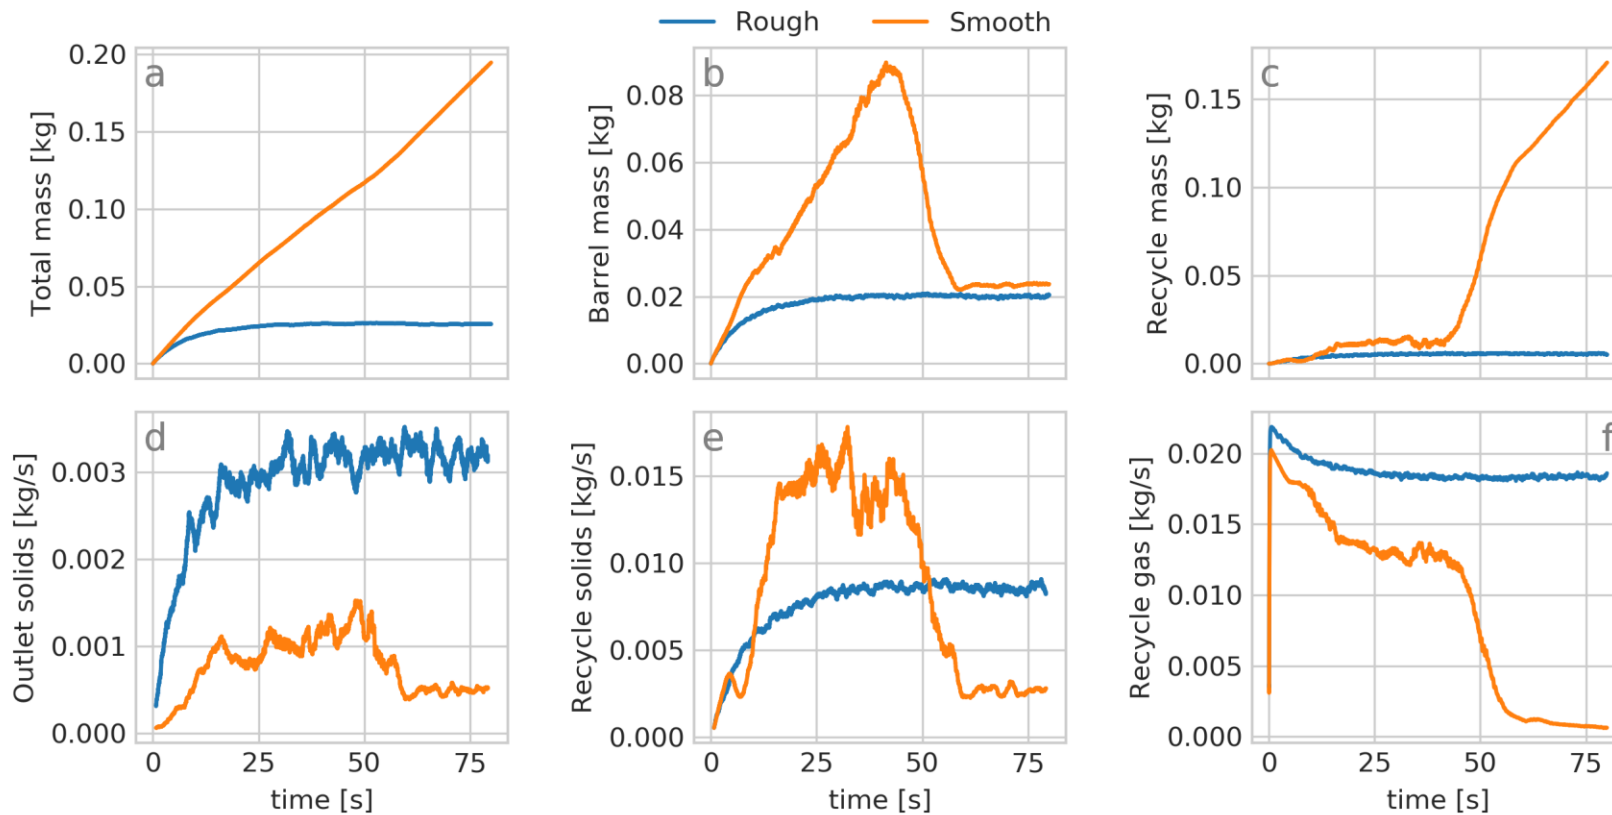 Rough Smooth
a
0.20
0.15
0.10
0.05
0.00
Total mass [kg]
b
0.08
0.06
0.04
0.02
0.00
Barrel mass [kg]
c
0.15
0.10
0.05
0.00
Recycle mass [kg]
d
0.003
0.002
0.001
0.000
Outlet solids [kg/s]
0 25 50 75
time [s]
e
0.015
0.010
0.005
0.000
Recycle solids [kg/s]
0 25 50 75
time [s]
f
0.020
0.015
0.010
0.005
0.000
Recycle gas [kg/s]
0 25 50 75
time [s]